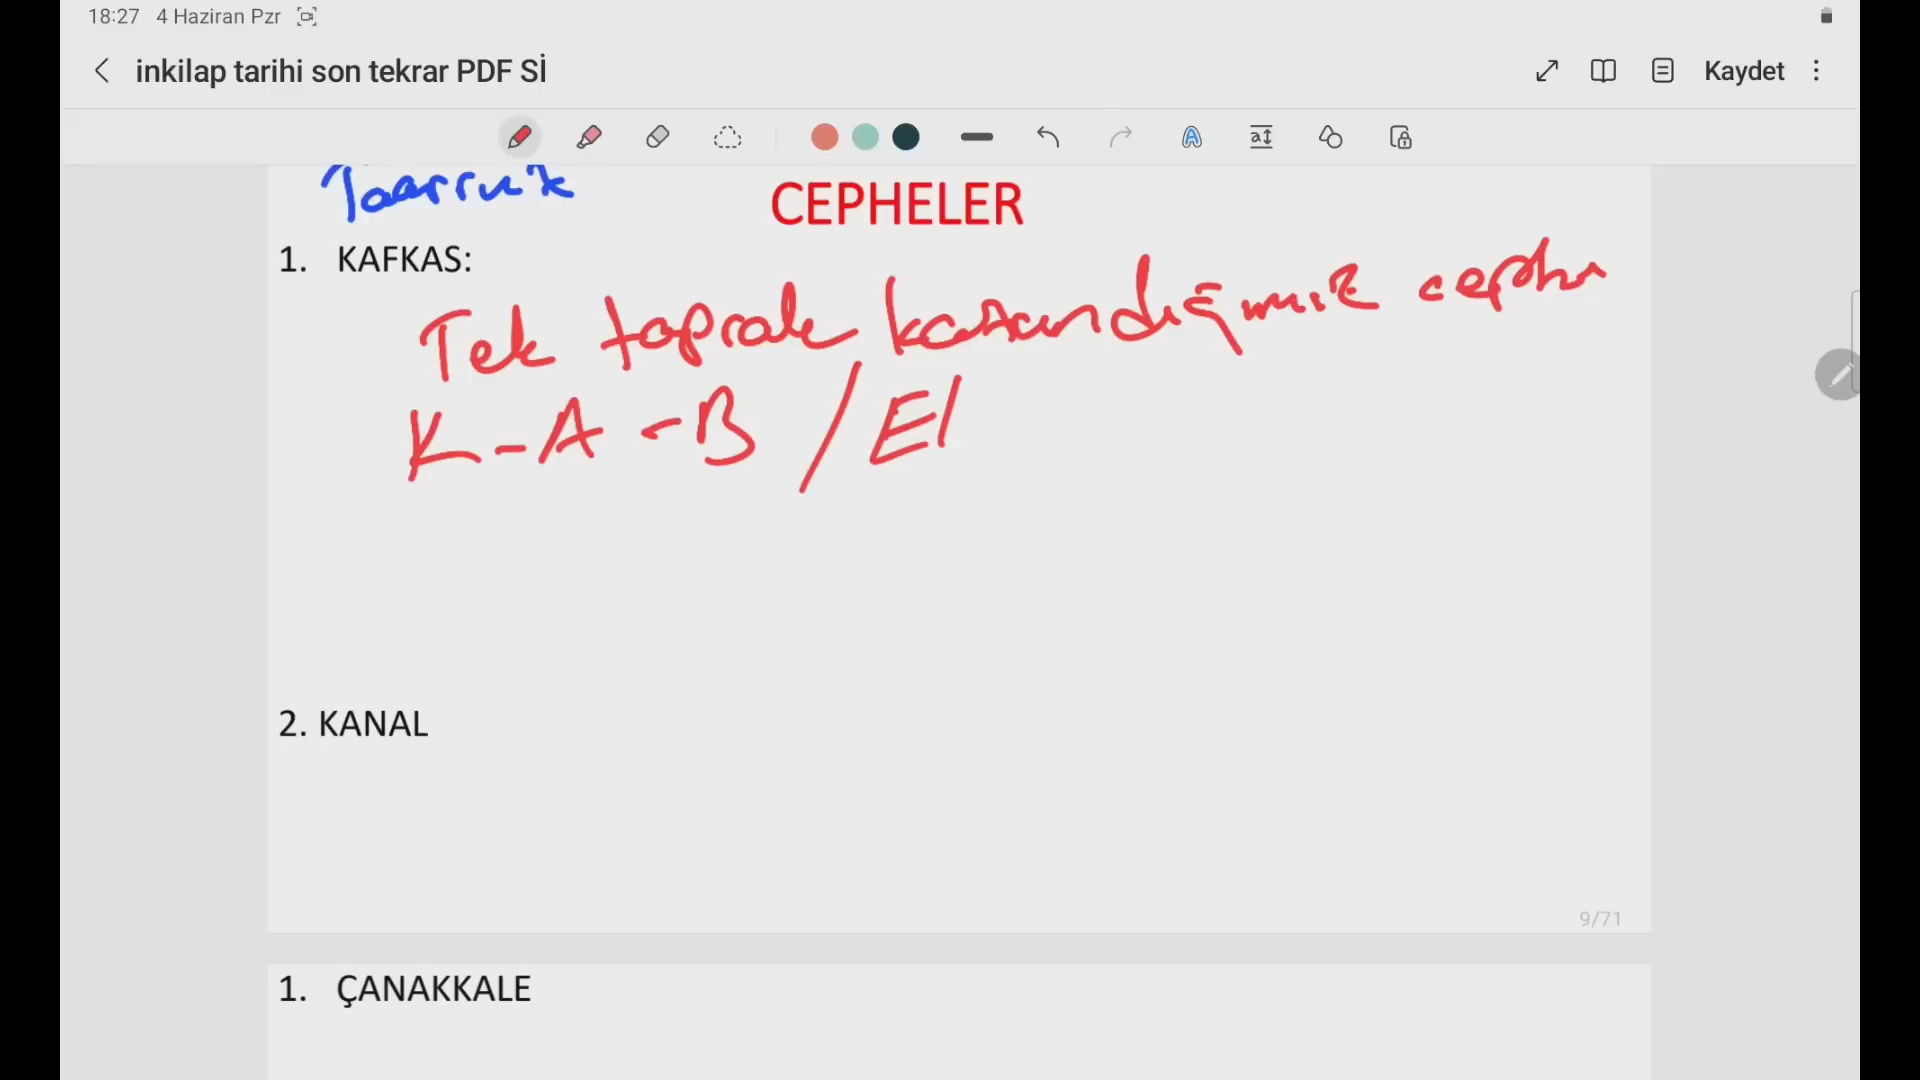 18:27 4 Haziran Pzr
inkilap tarihi son tekrar PDF Sİ
Kaydet
Taarruz
CEPHELER
1. KAFKAS:
Tek toprak kazandığımız cephe
K-A-B / El
2. KANAL
9/71
1. ÇANAKKALE